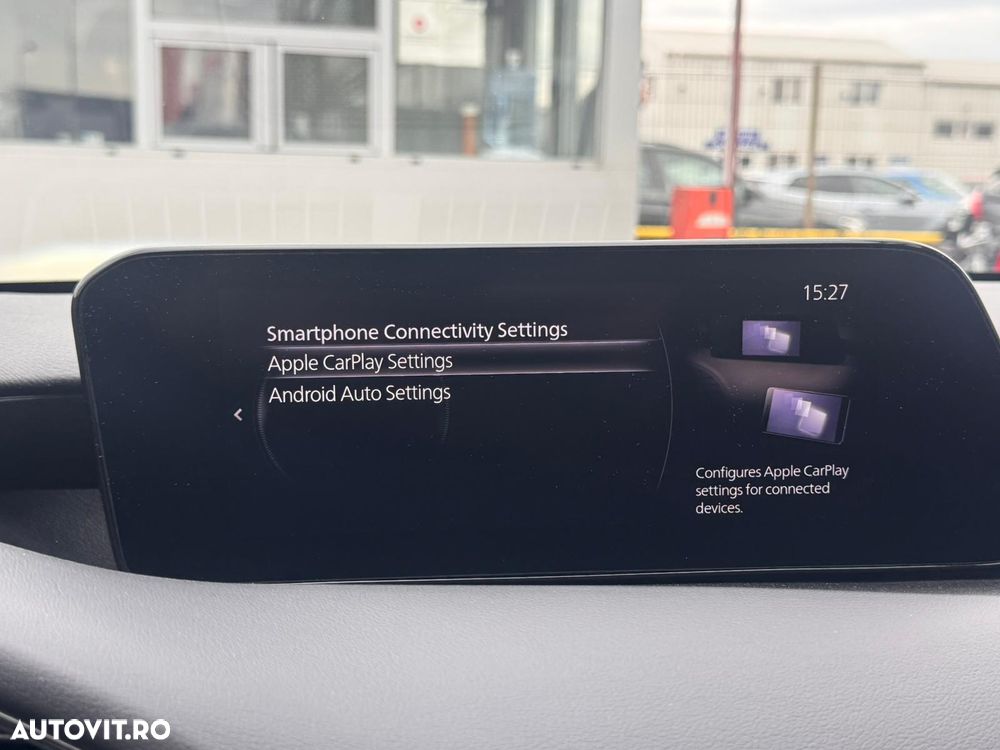 15:27
Smartphone Connectivity Settings
Apple CarPlay Settings
Android Auto Settings
Configures Apple CarPlay
settings for connected
devices.
AUTOVIT.RO